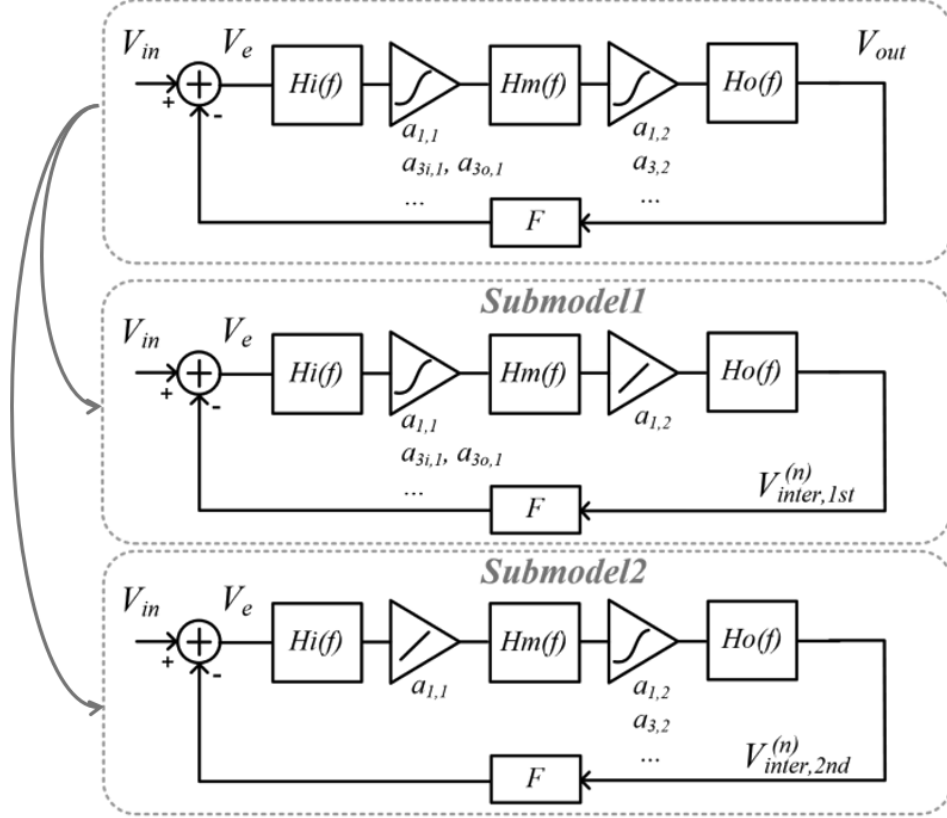 V_in V_e V_out
+ -
Hi(f) Hm(f) Ho(f)
a_1,1 a_1,2
a_3i,1, a_3o,1 a_3,2
... ...
F
Submodel1
V_in V_e
+ -
Hi(f) Hm(f) Ho(f)
a_1,1 a_1,2
a_3i,1, a_3o,1
...
V_inter,1st^(n)
F
Submodel2
V_in V_e
+ -
Hi(f) Hm(f) Ho(f)
a_1,1 a_1,2
a_3,2
...
V_inter,2nd^(n)
F